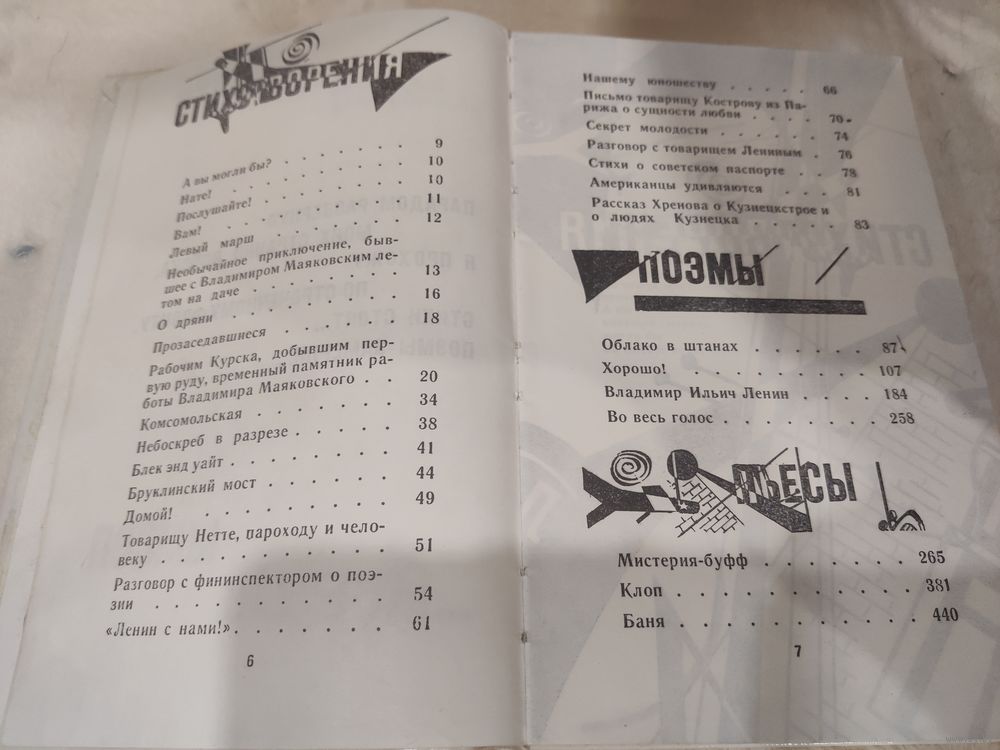 СТИХОТВОРЕНИЯ
А вы могли бы? . . . . . . 9
Нате! . . . . . . . . 10
Послушайте! . . . . . . . 10
Вам! . . . . . . . . 11
Левый марш . . . . . . . 12
Необычайное приключение, быв-
шее с Владимиром Маяковским ле-
том на даче . . . . . . . 13
О дряни . . . . . . . . 16
Прозаседавшиеся . . . . . . 18
Рабочим Курска, добывшим пер-
вую руду, временный памятник ра-
боты Владимира Маяковского . . 20
Комсомольская . . . . . . 34
Небоскреб в разрезе . . . . . 38
Блек энд уайт . . . . . . . 41
Бруклинский мост . . . . . . 44
Домой! . . . . . . . . 49
Товарищу Нетте, пароходу и чело-
веку . . . . . . . . . 51
Разговор с фининспектором о поэ-
зии . . . . . . . . . 54
«Ленин с нами!» . . . . . . . 61
6
Нашему юношеству . . . . . 66
Письмо товарищу Кострову из Па-
рижа о сущности любви . . . . 70
Секрет молодости . . . . . 74
Разговор с товарищем Лениным . 76
Стихи о советском паспорте . . 78
Американцы удивляются . . . 81
Рассказ Хренова о Кузнецкстрое и
о людях Кузнецка . . . . . 83
ПОЭМЫ
Облако в штанах . . . . . . 87
Хорошо! . . . . . . . . 107
Владимир Ильич Ленин . . . . 184
Во весь голос . . . . . . . 258
ПЬЕСЫ
Мистерия-буфф . . . . . . 265
Клоп . . . . . . . . . 381
Баня . . . . . . . . . 440
7